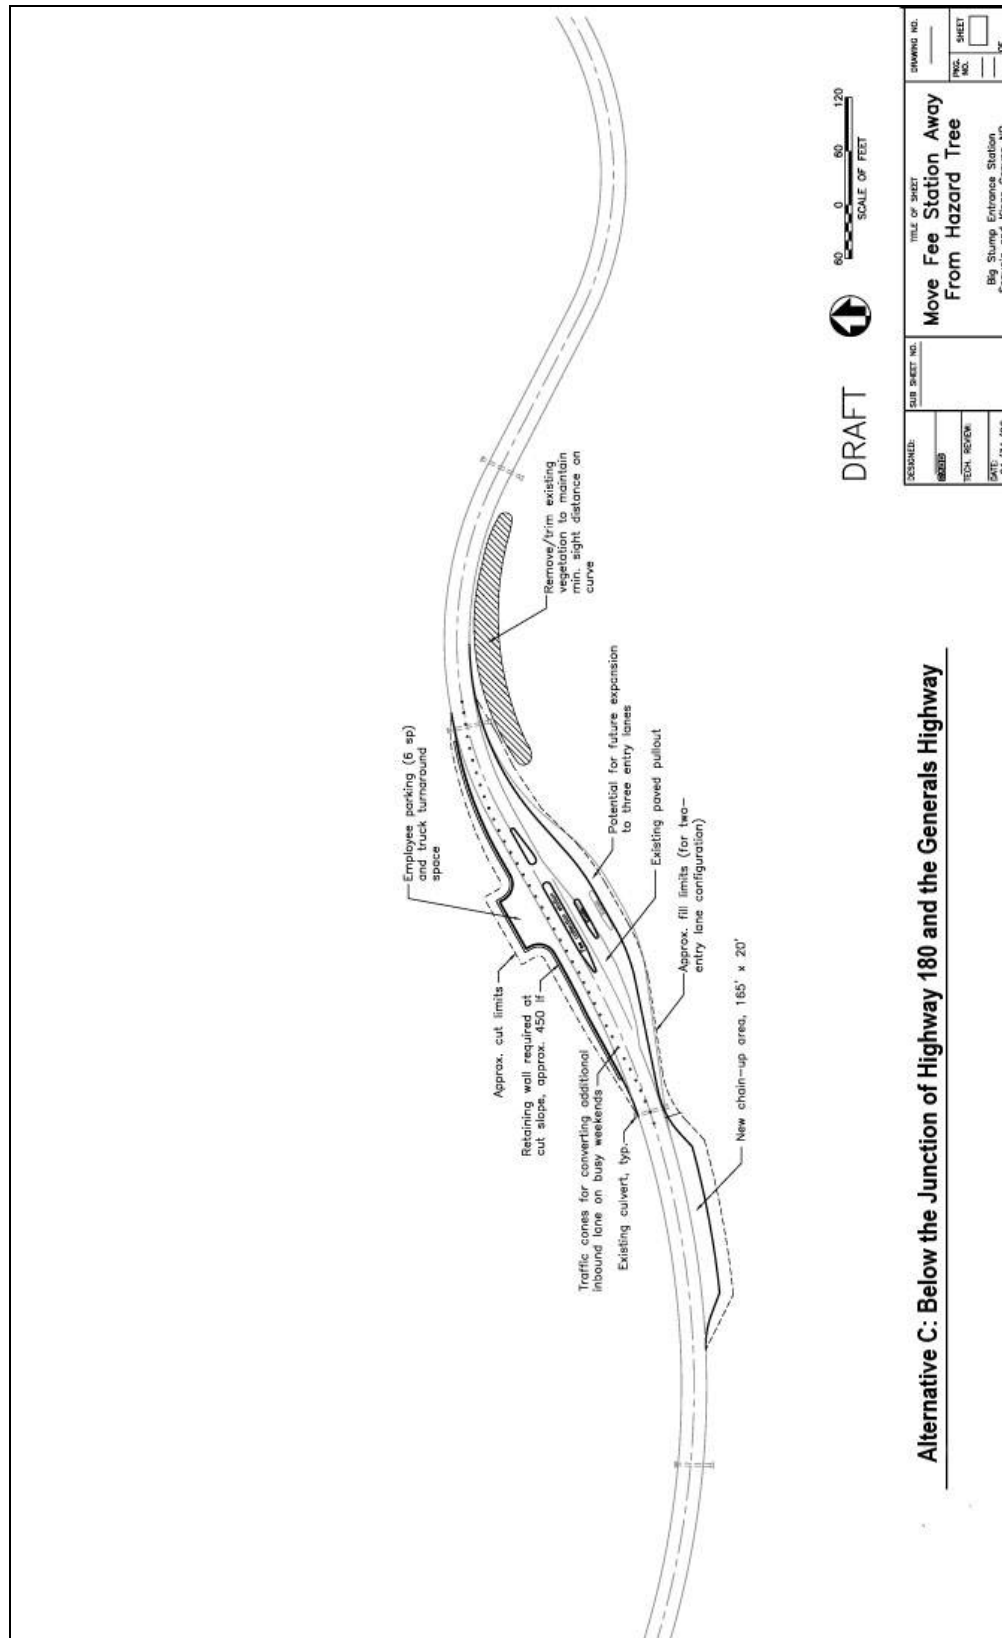 Employee parking (6 sp)
and truck turnaround
space
Approx. cut limits
Retaining wall required at
cut slope, approx. 450 lf
Traffic cones for converting additional
inbound lane on busy weekends
Existing culvert, typ.
Remove/trim existing
vegetation to maintain
min. sight distance on
curve
Potential for future expansion
to three entry lanes
Existing paved pullout
Approx. fill limits (for two-
entry lane configuration)
New chain-up area, 165' x 20'
DRAFT
60 0 60 120
SCALE OF FEET
DESIGNED:
TECH. REVIEW:
DATE:
SUB SHEET NO.
TITLE OF SHEET
Move Fee Station Away
From Hazard Tree
Big Stump Entrance Station
DRAWING NO.
PKG.
NO.
SHEET
OF
Alternative C: Below the Junction of Highway 180 and the Generals Highway